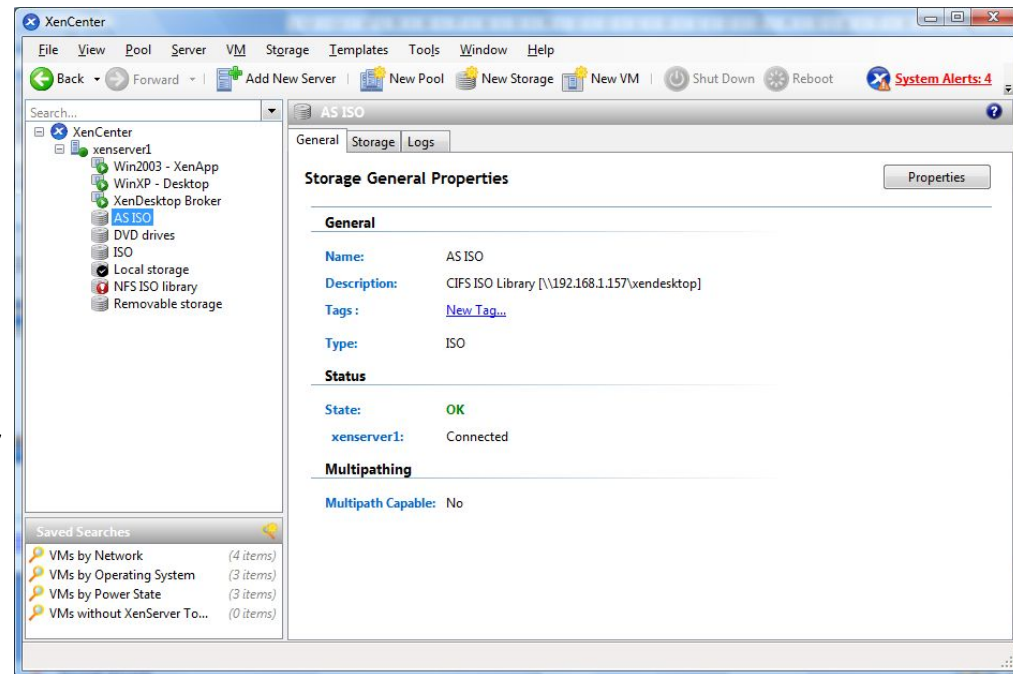 XenCenter
File View Pool Server VM Storage Templates Tools Window Help
Back Forward Add New Server New Pool New Storage New VM Shut Down Reboot System Alerts: 4
Search...
XenCenter
xenserver1
Win2003 - XenApp
WinXP - Desktop
XenDesktop Broker
AS ISO
DVD drives
ISO
Local storage
NFS ISO library
Removable storage
Saved Searches
VMs by Network (4 items)
VMs by Operating System (3 items)
VMs by Power State (3 items)
VMs without XenServer To... (0 items)
AS ISO
General Storage Logs
Storage General Properties
Properties
General
Name: AS ISO
Description: CIFS ISO Library [\\192.168.1.157\xendesktop]
Tags : New Tag...
Type: ISO
Status
State: OK
xenserver1: Connected
Multipathing
Multipath Capable: No